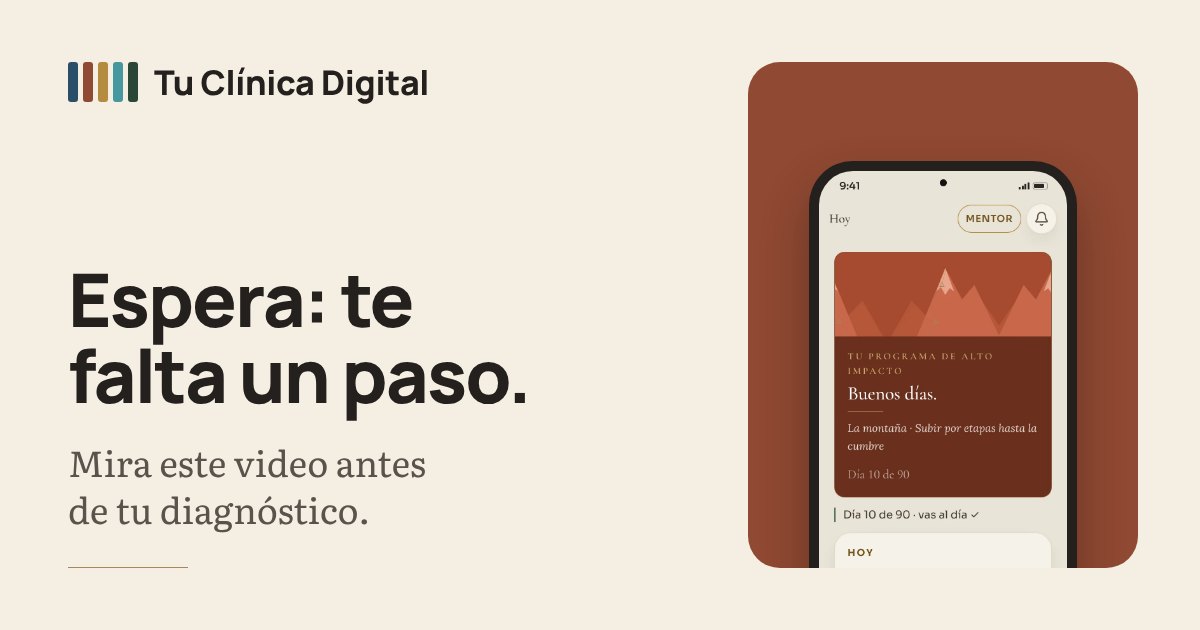 Tu Clínica Digital
Espera: te
falta un paso.
Mira este video antes
de tu diagnóstico.
9:41
Hoy
MENTOR
TU PROGRAMA DE ALTO
IMPACTO
Buenos días.
La montaña · Subir por etapas hasta la
cumbre
Día 10 de 90
Día 10 de 90 · vas al día ✓
HOY